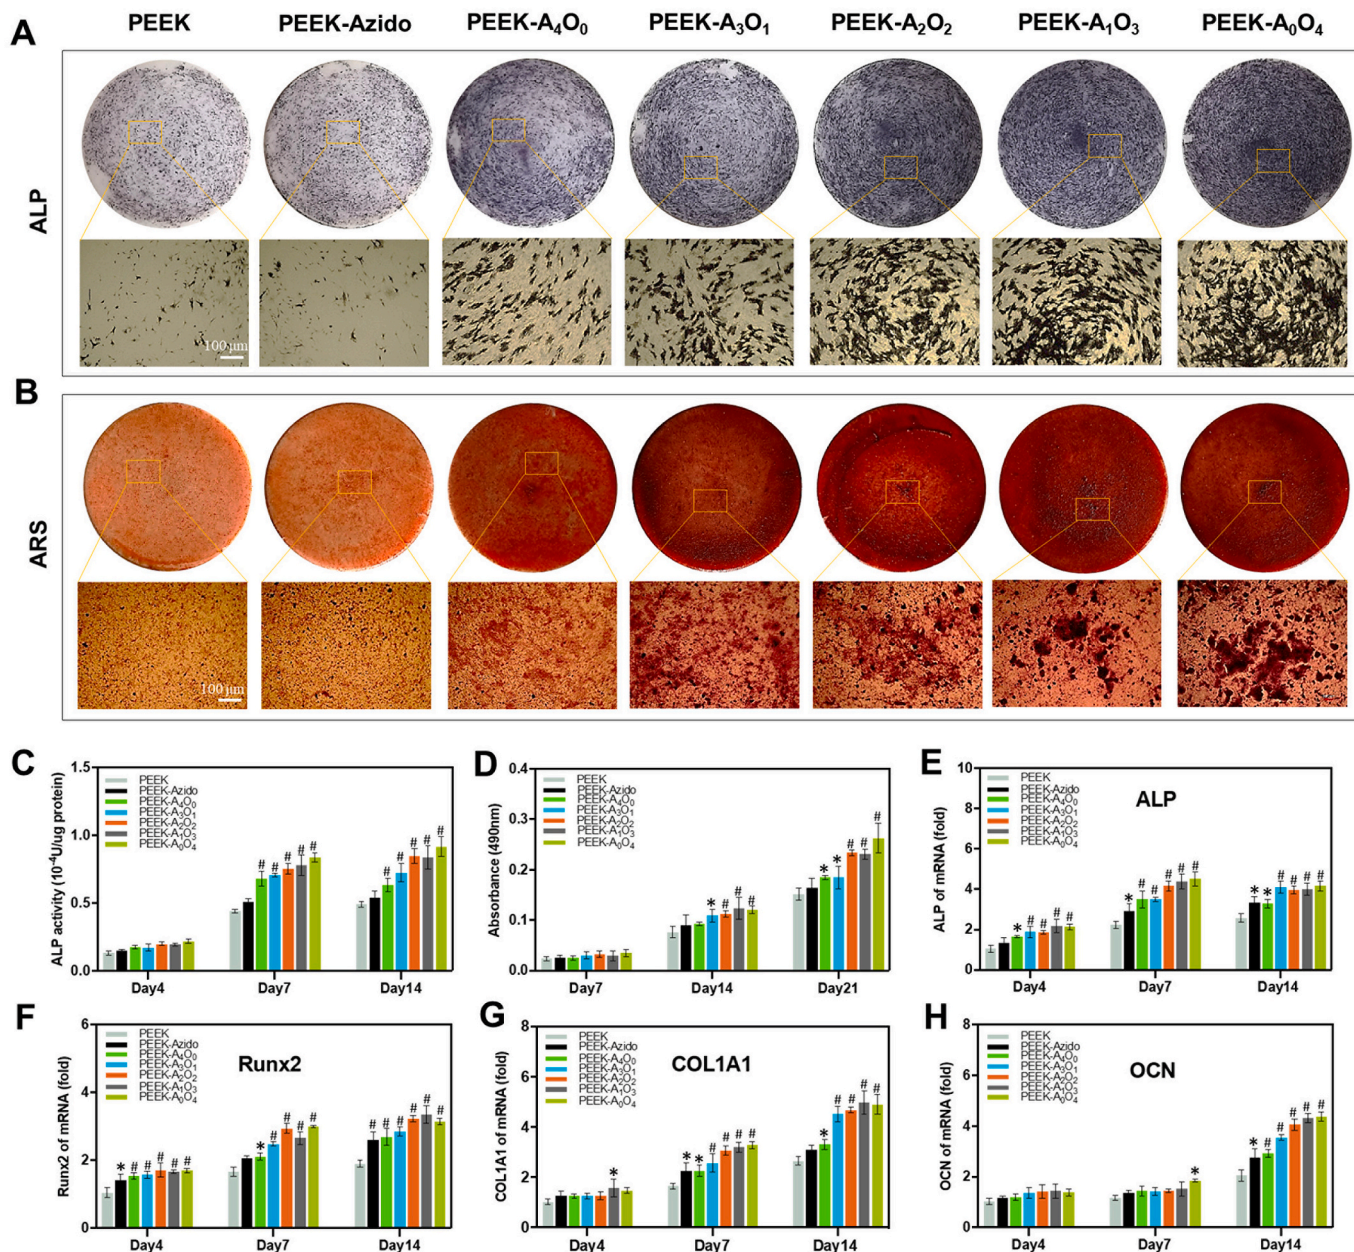 A
PEEK PEEK-Azido PEEK-A₄O₀ PEEK-A₃O₁ PEEK-A₂O₂ PEEK-A₁O₃ PEEK-A₀O₄
ALP
100 μm
B
ARS
100 μm
C
ALP activity (10⁻⁴U/ug protein)
1.5
1.0
0.5
0.0
PEEK
PEEK-Azido
PEEK-A₄O₀
PEEK-A₃O₁
PEEK-A₂O₂
PEEK-A₁O₃
PEEK-A₀O₄
# # # # #
# # # # #
Day4 Day7 Day14
D
Absorbance (490nm)
0.4
0.3
0.2
0.1
0.0
PEEK
PEEK-Azido
PEEK-A₄O₀
PEEK-A₃O₁
PEEK-A₂O₂
PEEK-A₁O₃
PEEK-A₀O₄
* # # #
* * # # #
Day7 Day14 Day21
E
ALP of mRNA (fold)
10
8
6
4
2
0
PEEK
PEEK-Azido
PEEK-A₄O₀
PEEK-A₃O₁
PEEK-A₂O₂
PEEK-A₁O₃
PEEK-A₀O₄
ALP
* # # # #
* # # # # #
* * # # # #
Day4 Day7 Day14
F
Runx2 of mRNA (fold)
6
4
2
0
PEEK
PEEK-Azido
PEEK-A₄O₀
PEEK-A₃O₁
PEEK-A₂O₂
PEEK-A₁O₃
PEEK-A₀O₄
Runx2
* # # # # #
* # # # #
# # # # # #
Day4 Day7 Day14
G
COL1A1 of mRNA (fold)
8
6
4
2
0
PEEK
PEEK-Azido
PEEK-A₄O₀
PEEK-A₃O₁
PEEK-A₂O₂
PEEK-A₁O₃
PEEK-A₀O₄
COL1A1
*
* * # # # #
* # # # #
Day4 Day7 Day14
H
OCN of mRNA (fold)
8
6
4
2
0
PEEK
PEEK-Azido
PEEK-A₄O₀
PEEK-A₃O₁
PEEK-A₂O₂
PEEK-A₁O₃
PEEK-A₀O₄
OCN
*
* # # # # #
Day4 Day7 Day14